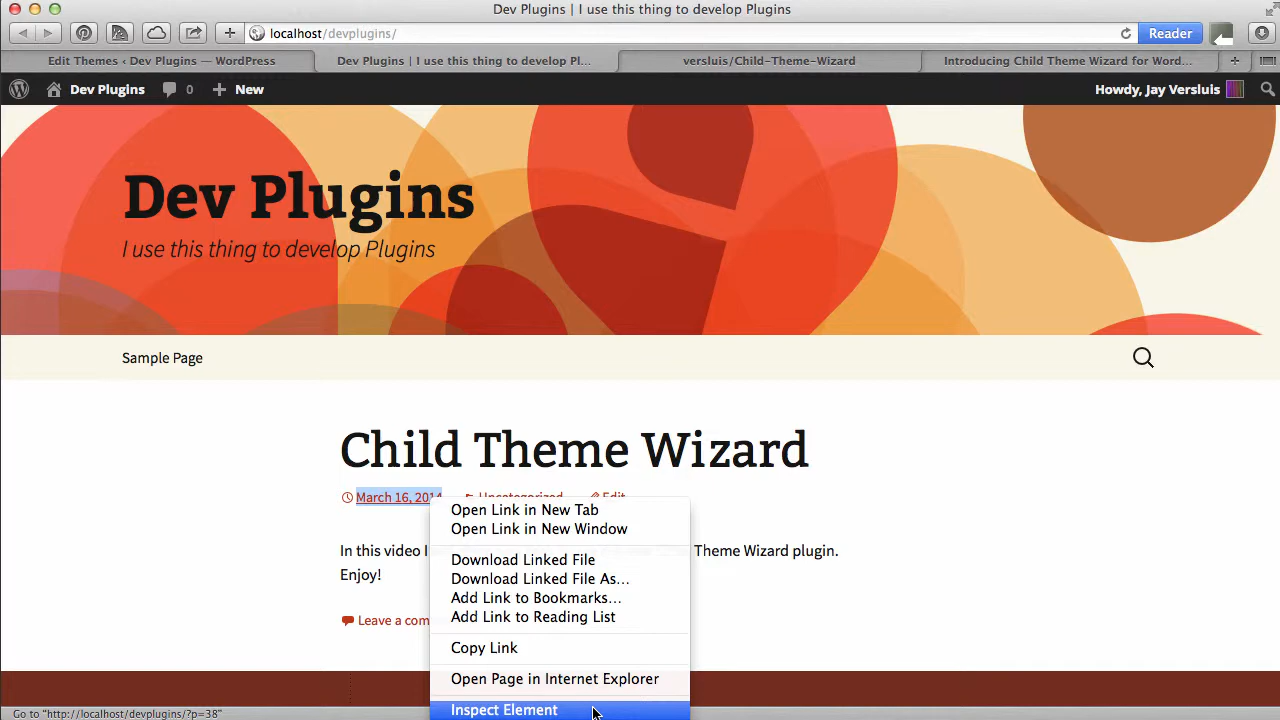 Dev Plugins | I use this thing to develop Plugins
localhost/devplugins/
Reader
Edit Themes ‹ Dev Plugins — WordPress
Dev Plugins | I use this thing to develop Pl...
versluis/Child-Theme-Wizard
Introducing Child Theme Wizard for Word...
Dev Plugins 0 New Howdy, Jay Versluis
Dev Plugins
I use this thing to develop Plugins
Sample Page
Child Theme Wizard
March 16, 2014 Uncategorized Edit
Open Link in New Tab
Open Link in New Window
In this video I Theme Wizard plugin.
Enjoy!
Download Linked File
Download Linked File As...
Add Link to Bookmarks...
Add Link to Reading List
Leave a com
Copy Link
Open Page in Internet Explorer
Inspect Element
Go to "http://localhost/devplugins/?p=38"